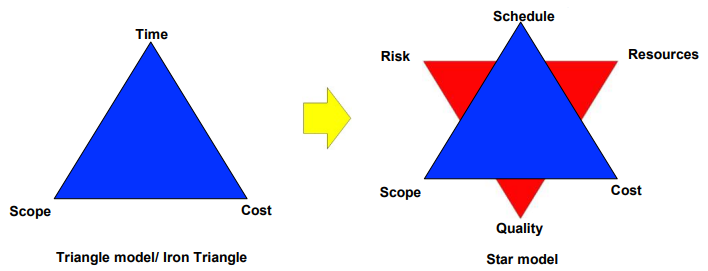 Time
Scope
Cost
Triangle model/ Iron Triangle
Schedule
Risk
Resources
Scope
Cost
Quality
Star model